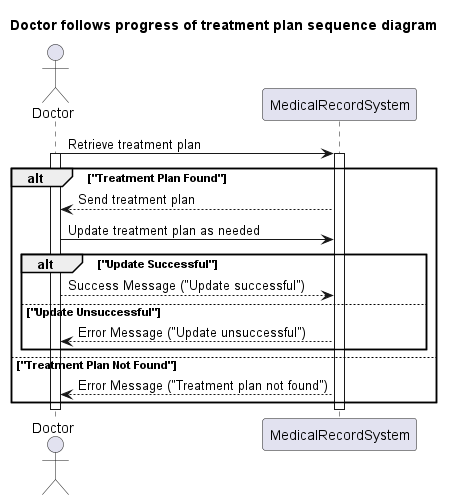 Doctor follows progress of treatment plan sequence diagram
Doctor
MedicalRecordSystem
Retrieve treatment plan
alt ["Treatment Plan Found"]
Send treatment plan
Update treatment plan as needed
alt ["Update Successful"]
Success Message ("Update successful")
["Update Unsuccessful"]
Error Message ("Update unsuccessful")
["Treatment Plan Not Found"]
Error Message ("Treatment plan not found")
Doctor
MedicalRecordSystem